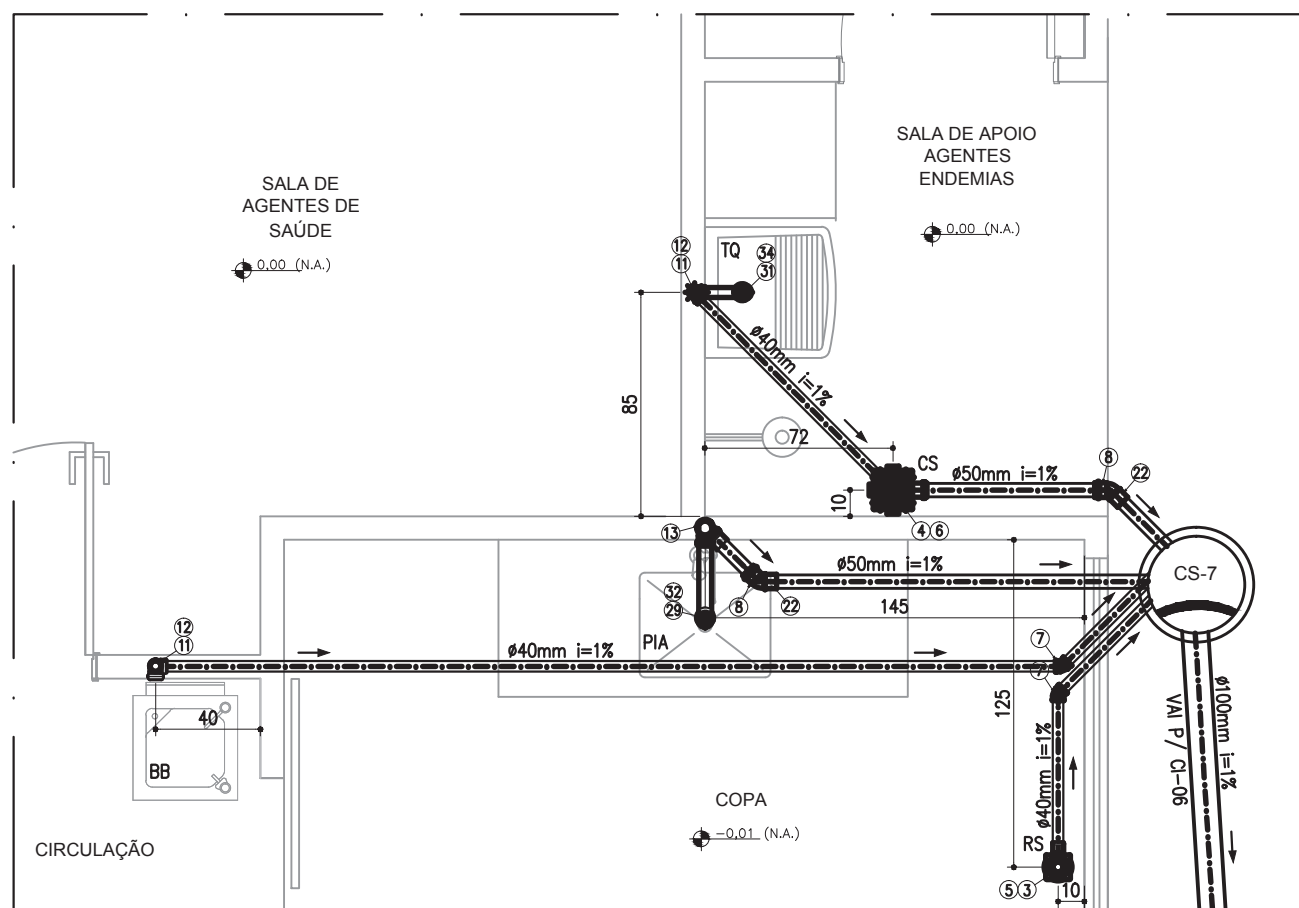 SALA DE
AGENTES DE
SAÚDE
0,00 (N.A.)
SALA DE APOIO
AGENTES
ENDEMIAS
0,00 (N.A.)
12
11
TQ
34
31
ø40mm i=1%
85
72
CS
ø50mm i=1%
8
22
10
4 6
13
ø50mm i=1%
CS-7
32
29
8
22
145
PIA
12
11
ø40mm i=1%
7
7
40
BB
125
ø40mm i=1%
ø100mm i=1%
VAI P/ CI-06
COPA
-0,01 (N.A.)
RS
5 3
10
CIRCULAÇÃO